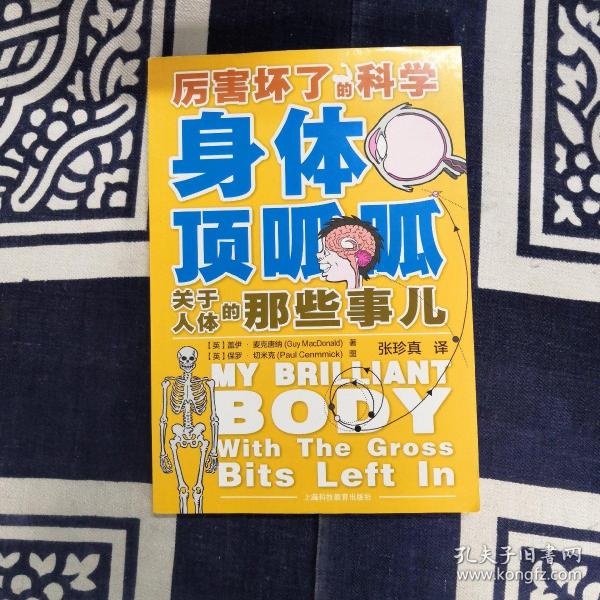 厉害坏了的科学
身体
顶呱呱
关于人体的那些事儿
【英】盖伊·麦克唐纳 (Guy MacDonald) 著
【英】保罗·切米克 (Paul Cenmmick) 图
张珍真 译
MY BRILLIANT
BODY
With The Gross
Bits Left In
上海科技教育出版社
孔夫子旧书网
www.kongfz.com